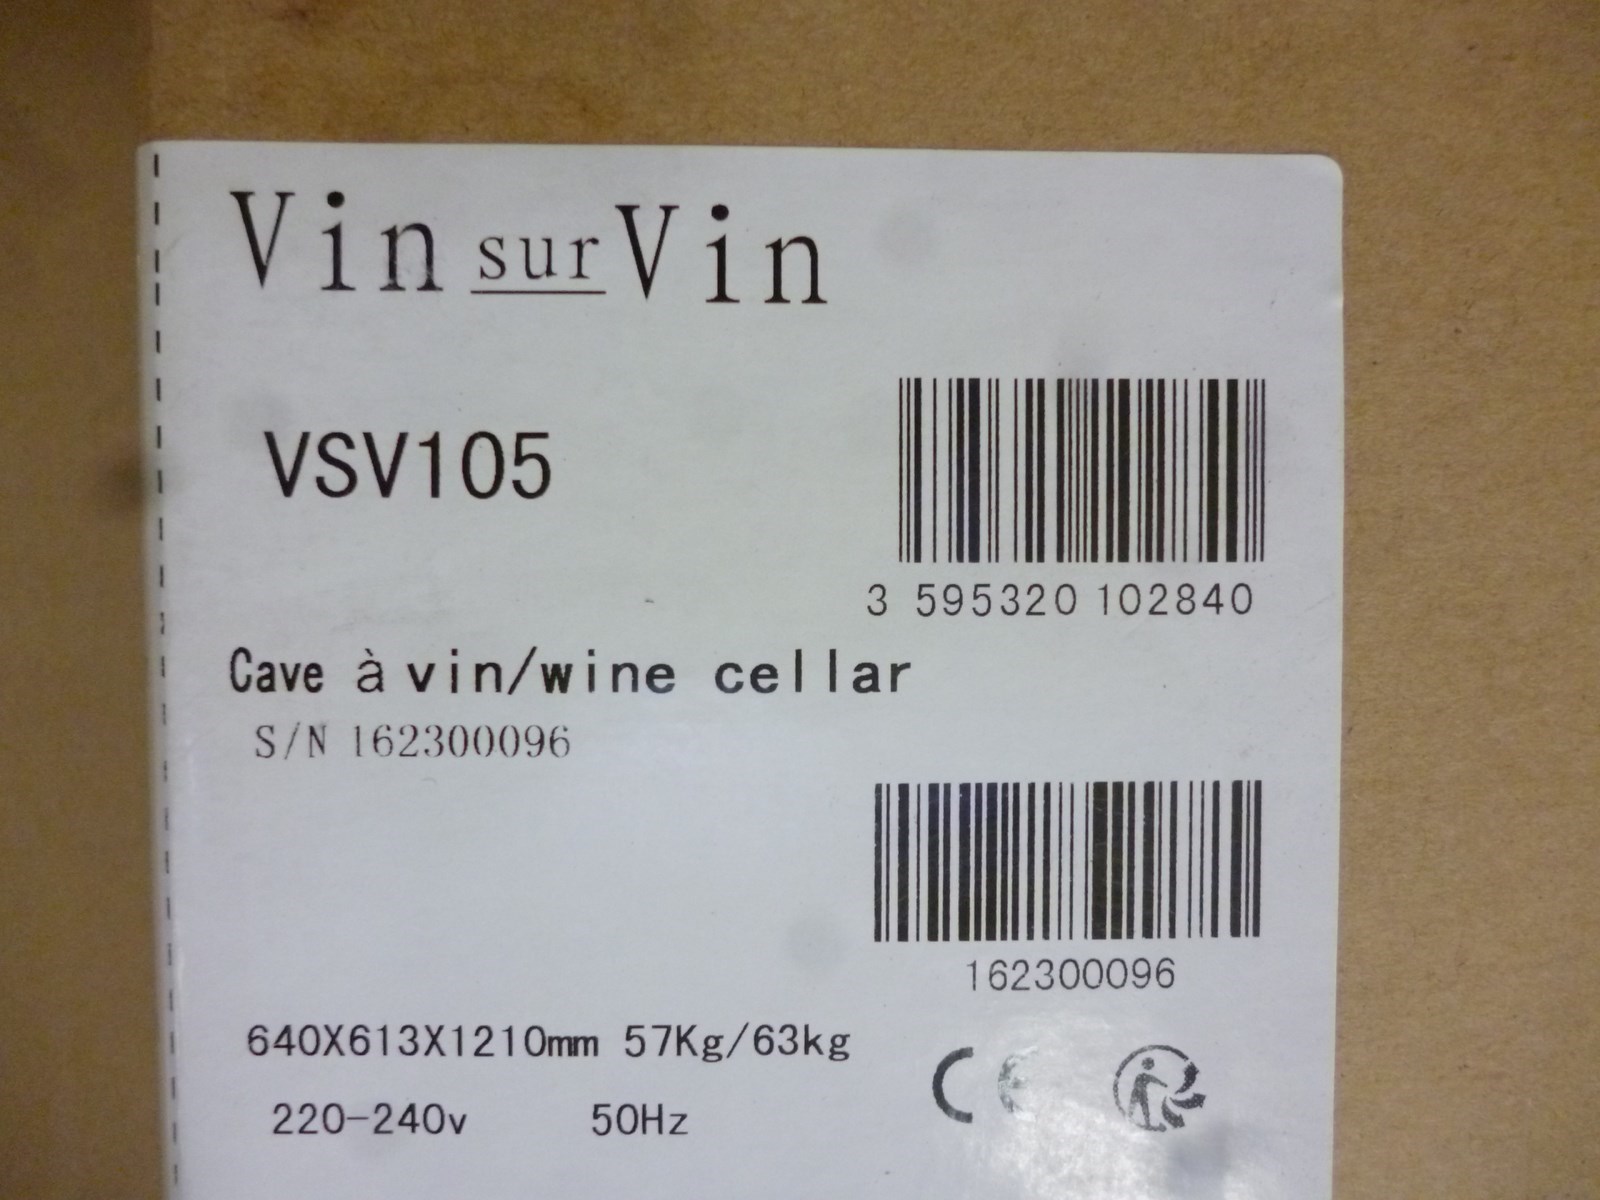 Vin sur Vin
VSV105
3 595320 102840
Cave à vin/wine cellar
S/N 162300096
162300096
640X613X1210mm 57Kg/63kg
CE
220-240v 50Hz